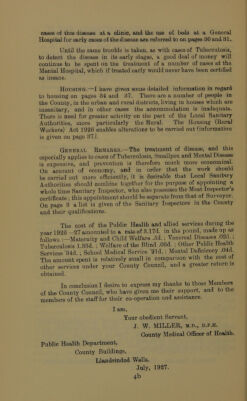 cases of this disease at a clinic, and the use of beds at a General
Hospital for early cases of the disease are referred to on pages 30 and 31.
Until the same trouble is taken, as with cases of Tuberculosis,
to detect the disease in its early stages, a good deal of money will
continue to be spent on the treatment of a number of cases at the
Mental Hospital, which if treated early would never have been certified
as insane.
HOUSING.—I have given some detailed information in regard
to housing on pages 34 and 37. There are a number of people in
the County, in the urban and rural districts, living in houses which are
insanitary, and in other cases the accommodation is inadequate.
There is need for greater activity on the part of the Local Sanitary
Authorities, more particularly the Rural. The Housing (Rural
Workers) Act 1926 enables alterations to be carried out (information
is given on page 37).
GENERAL REMARKS.—The treatment of disease, and this
especially applies to cases of Tuberculosis, Smallpox and Mental Disease
is expensive, and prevention is therefore much more economical.
On account of economy, and in order that the work should
be carried out more efficiently, it is desirable that Local Sanitary
Authorities should combine together for the purpose of appointing a
whole time Sanitary Inspector, who also possesses the Meat Inspector's
certificate; this appointment should be separate from that of Surveyor.
On page 3 a list is given of the Sanitary Inspectors in the County
and their qualifications.
The cost of the Public Health and allied services during the
year 1926-27 amounted to a rate of in the pound, made up as
follows :—Maternity and Child Welfare ; Venereal Disease ;
Tuberculosis ; Welfare of the Blind ; Other Public Health
Services ; School Medical Service ; Mental Deficiency
The amount spent is relatively small in comparison with the cost of
other services under your County Council, and a greater return is
obtained.
In conclusion I desire to express my thanks to those Members
of the County Council, who have given me their support, and to the
members of the staff for their co-operation and assistance.
I am,
Your obedient Servant,
J. W. MILLER, M.D., D.P.H.
County Medical Officer of Health.
Public Health Department,
County Buildings,
Llandrindod Wells.
July, 1927.
4b